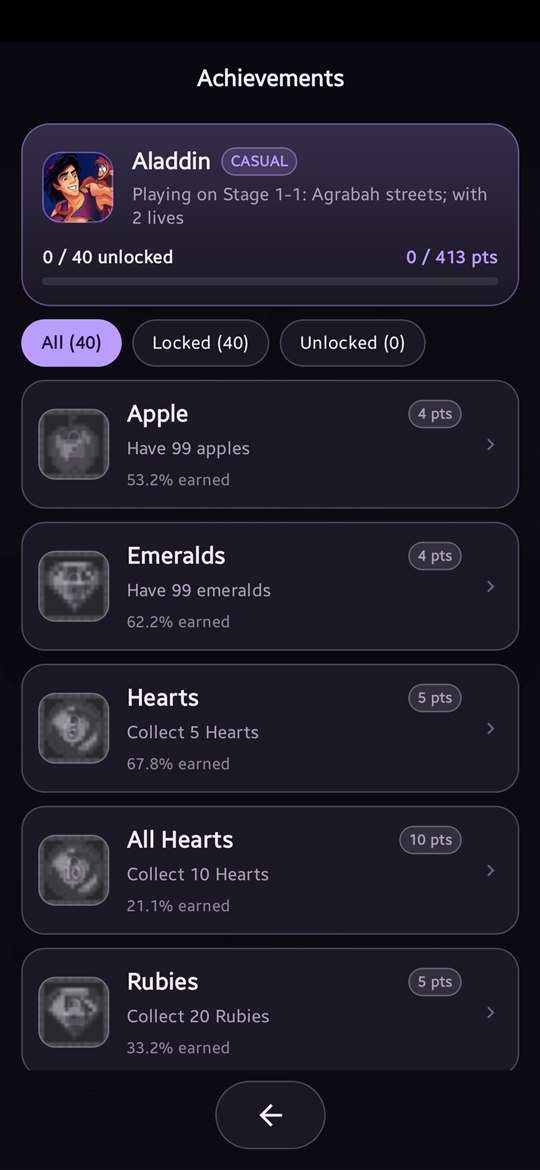 Achievements
Aladdin CASUAL
Playing on Stage 1-1: Agrabah streets; with
2 lives
0 / 40 unlocked 0 / 413 pts
All (40) Locked (40) Unlocked (0)
Apple 4 pts
Have 99 apples
53.2% earned
Emeralds 4 pts
Have 99 emeralds
62.2% earned
Hearts 5 pts
Collect 5 Hearts
67.8% earned
All Hearts 10 pts
Collect 10 Hearts
21.1% earned
Rubies 5 pts
Collect 20 Rubies
33.2% earned